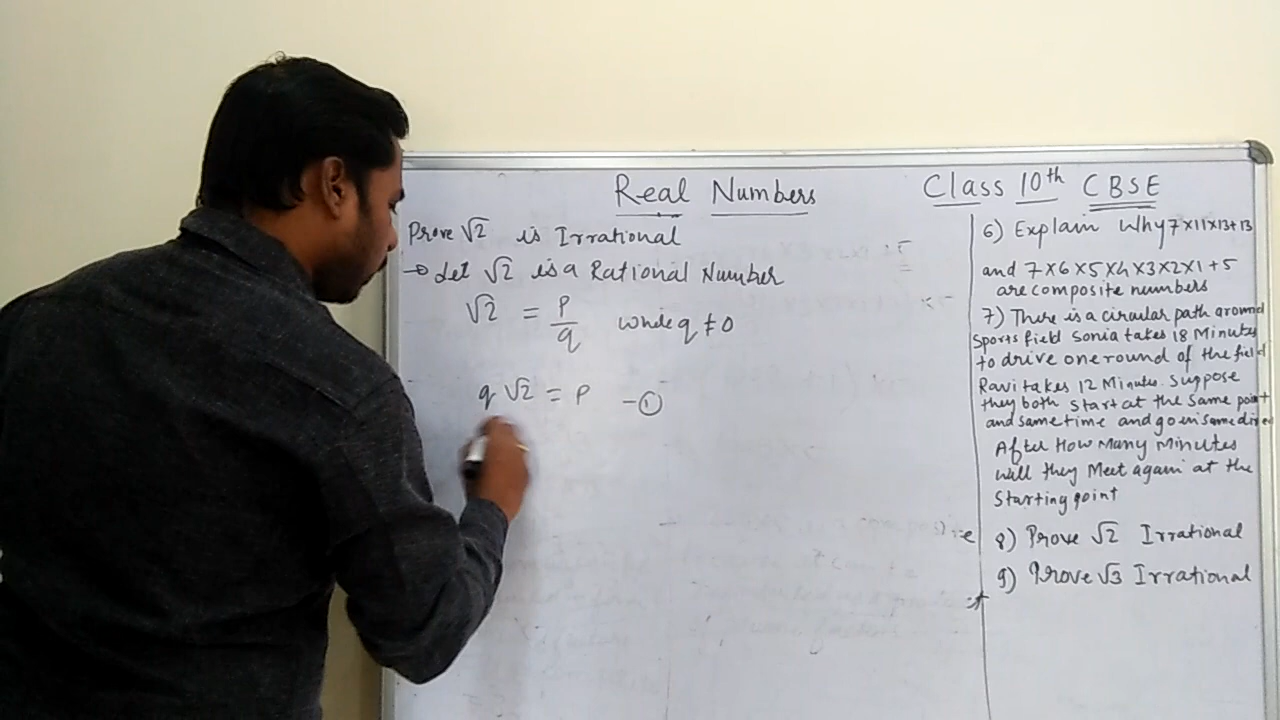 Real Numbers
Class 10th CBSE
Prove √2 is Irrational
→ Let √2 is a Rational Number
√2 = P/q where q ≠ 0
q √2 = P - ①
6) Explain Why 7×11×13+13
and 7×6×5×4×3×2×1+5
are composite numbers
7) There is a circular path around
Sports field Sonia takes 18 Minutes
to drive one round of the field
Ravi takes 12 Minutes. Suppose
they both start at the same point
and same time and go in same direc
After How Many Minutes
will they Meet again at the
Starting point
8) Prove √2 Irrational
9) Prove √3 Irrational